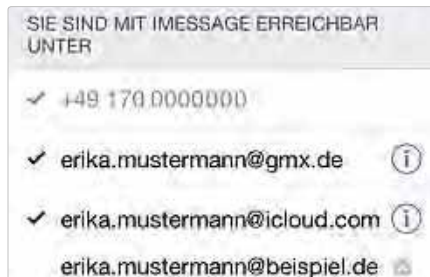 SIE SIND MIT IMESSAGE ERREICHBAR
UNTER
+49 170 0000000
erika.mustermann@gmx.de
erika.mustermann@icloud.com
erika.mustermann@beispiel.de